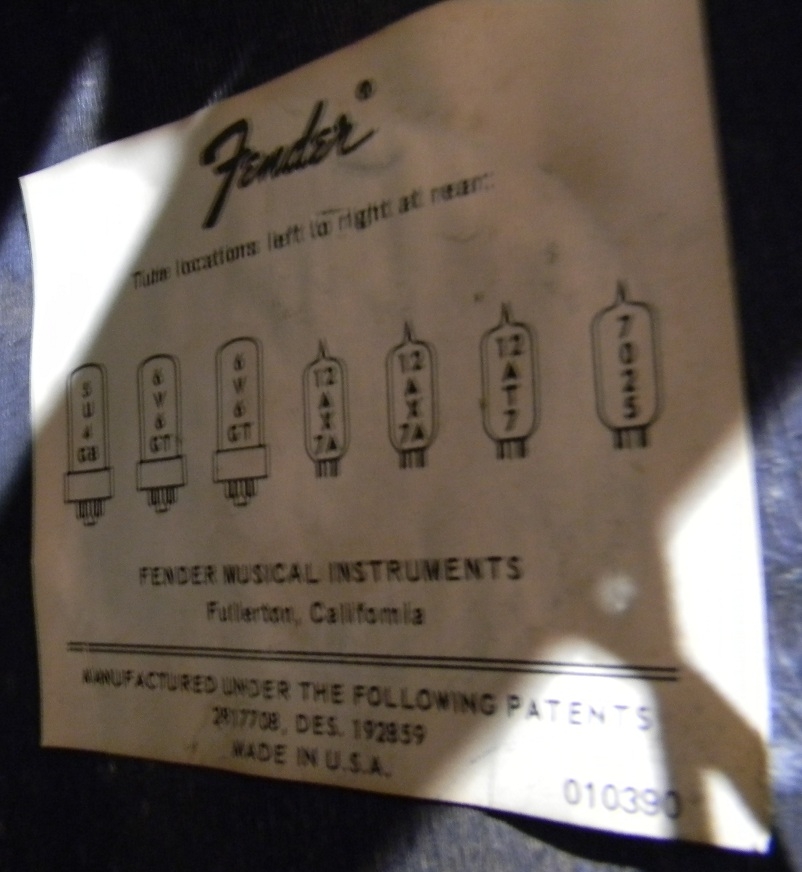 Fender®
Tube locations left to right at rear:
5U4GB 6V6GT 6V6GT 12AX7A 12AX7A 12AT7 7025
FENDER MUSICAL INSTRUMENTS
Fullerton, California
MANUFACTURED UNDER THE FOLLOWING PATENTS
2817708, DES. 192859
MADE IN U.S.A.
010390